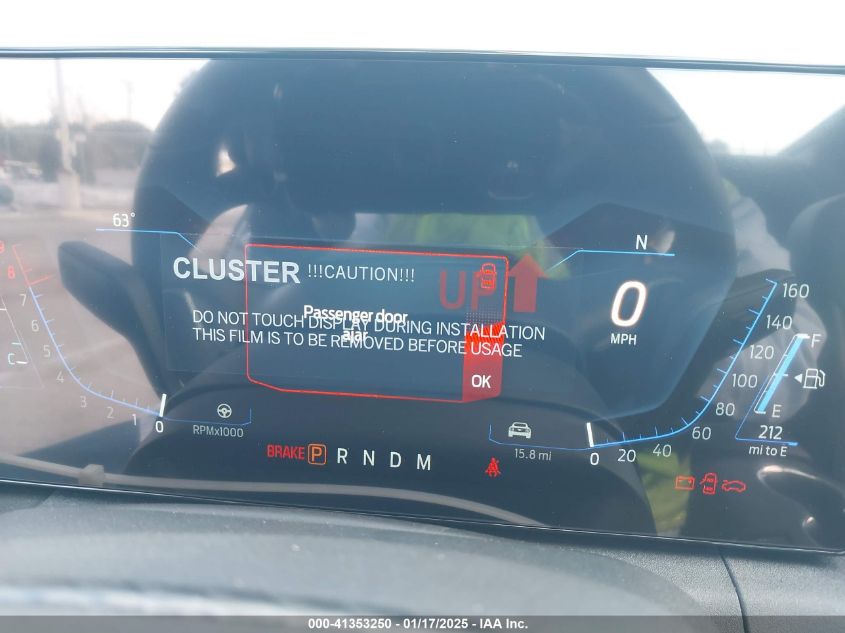 63°
N
CLUSTER !!!CAUTION!!!
UP
Passenger door
ajar
DO NOT TOUCH DISPLAY DURING INSTALLATION
THIS FILM IS TO BE REMOVED BEFORE USAGE
OK
0
MPH
9
8
7
6
5
4
3
2
1
0
RPMx1000
C
160
140
120
100
80
60
40
20
0
F
E
212
mi to E
15.8 mi
BRAKE P R N D M
000-41353250 - 01/17/2025 - IAA Inc.